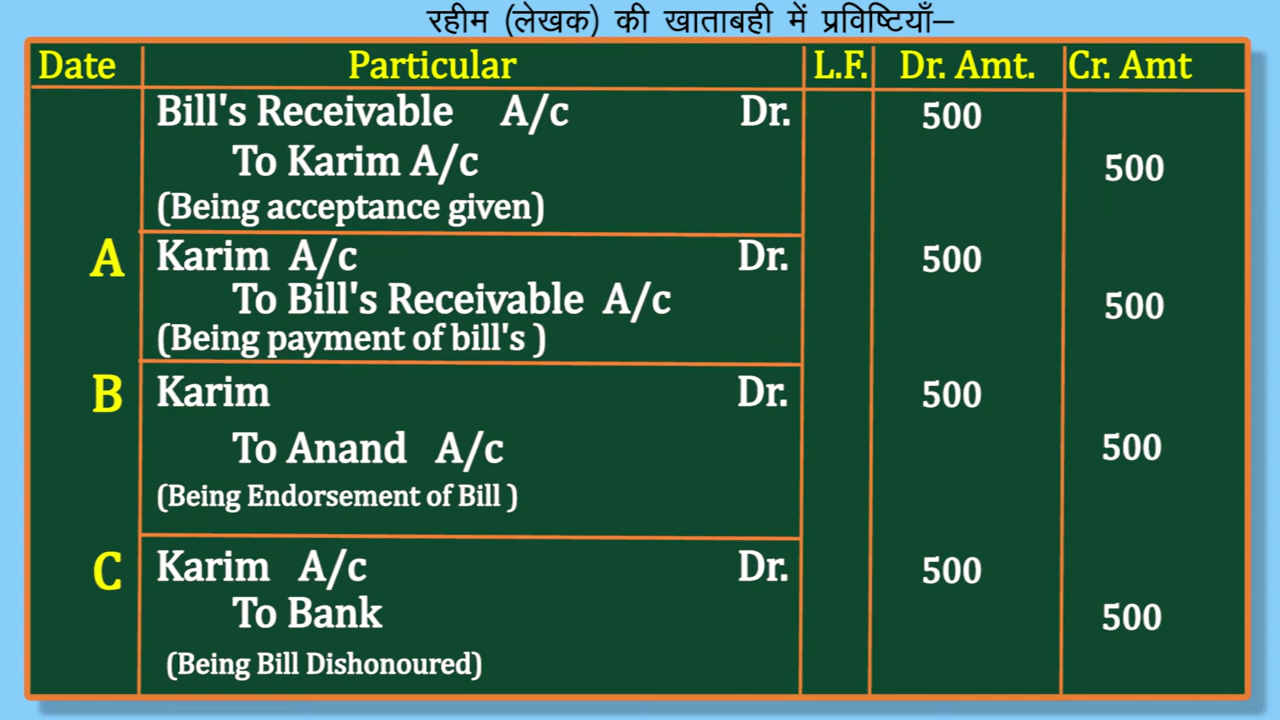 रहीम (लेखक) की खाताबही में प्रविष्टियाँ–
Date Particular L.F. Dr. Amt. Cr. Amt
Bill's Receivable A/c Dr. 500
To Karim A/c 500
(Being acceptance given)
A Karim A/c Dr. 500
To Bill's Receivable A/c 500
(Being payment of bill's )
B Karim Dr. 500
To Anand A/c 500
(Being Endorsement of Bill )
C Karim A/c Dr. 500
To Bank 500
(Being Bill Dishonoured)